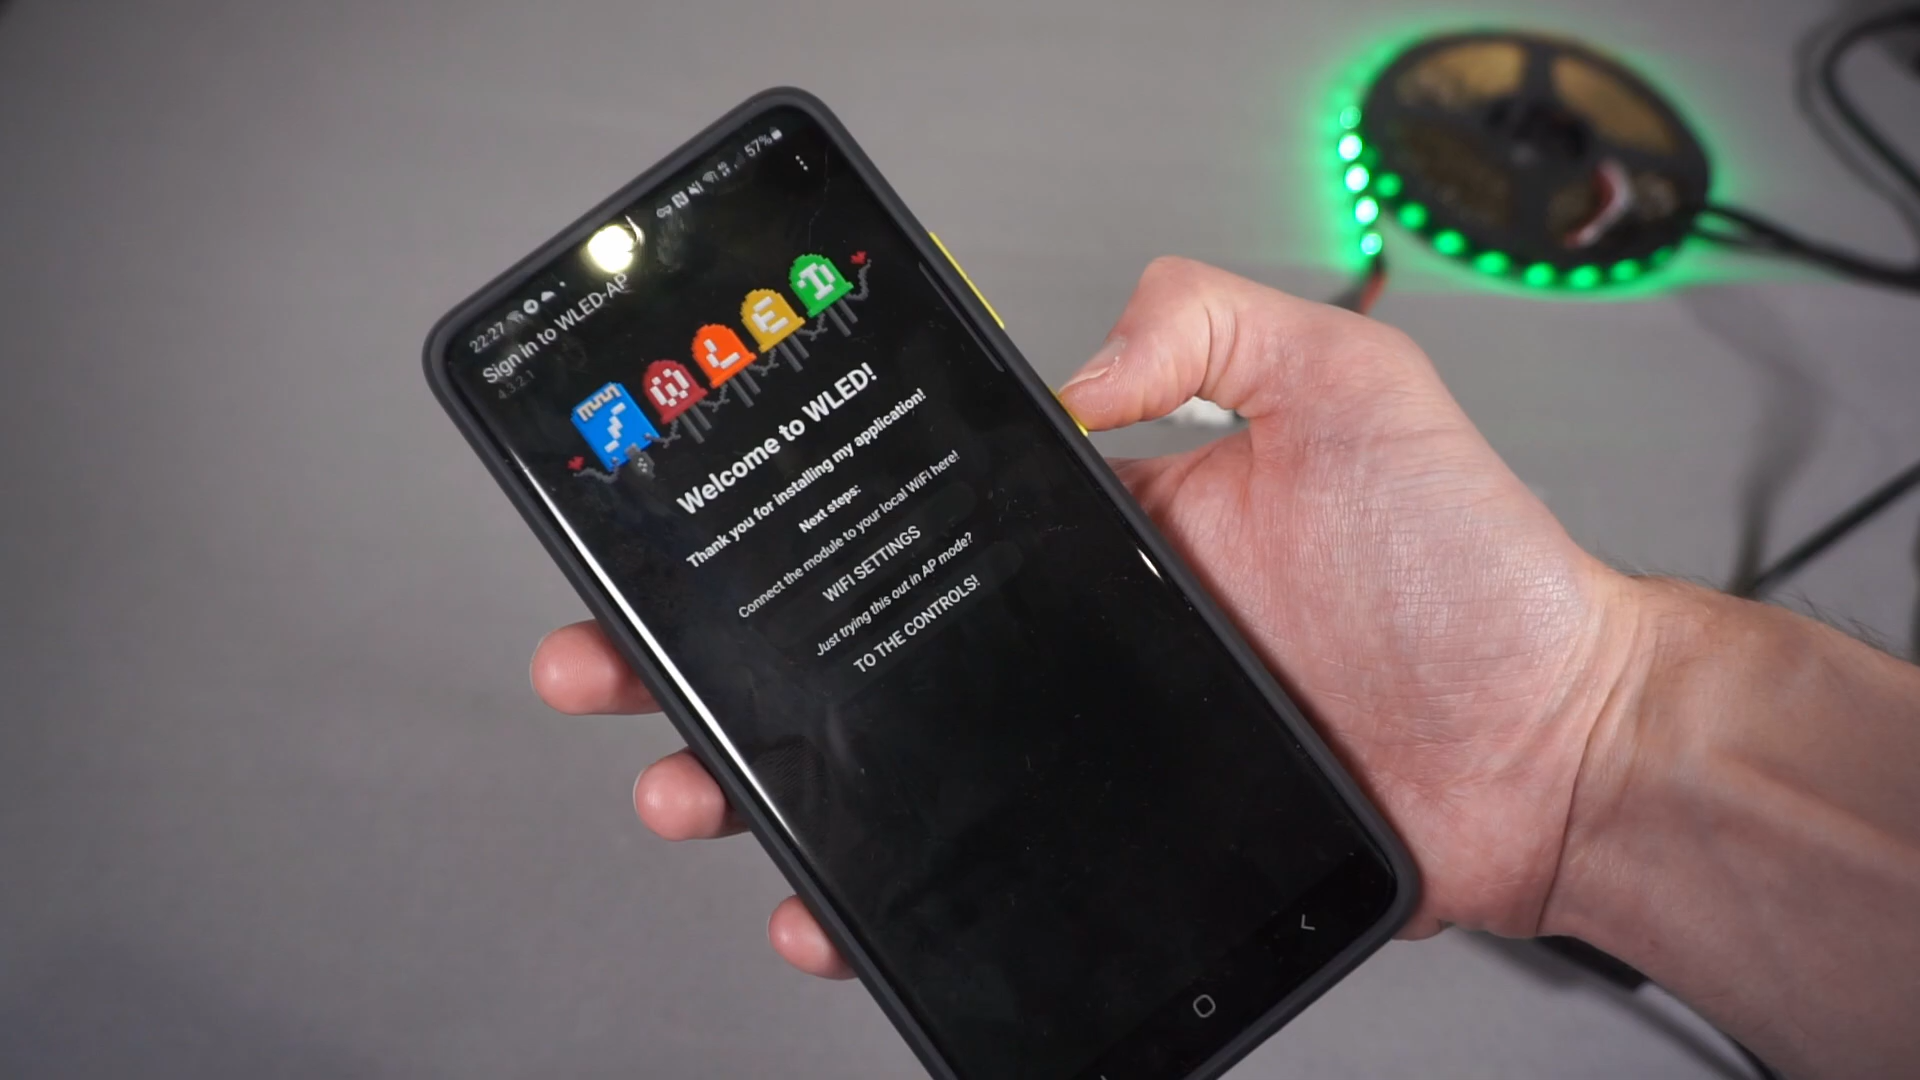 22:27
57%
Sign in to WLED-AP
4.3.2.1
WLED
Welcome to WLED!
Thank you for installing my application!
Next steps:
Connect the module to your local WiFi here!
WIFI SETTINGS
Just trying this out in AP mode?
TO THE CONTROLS!